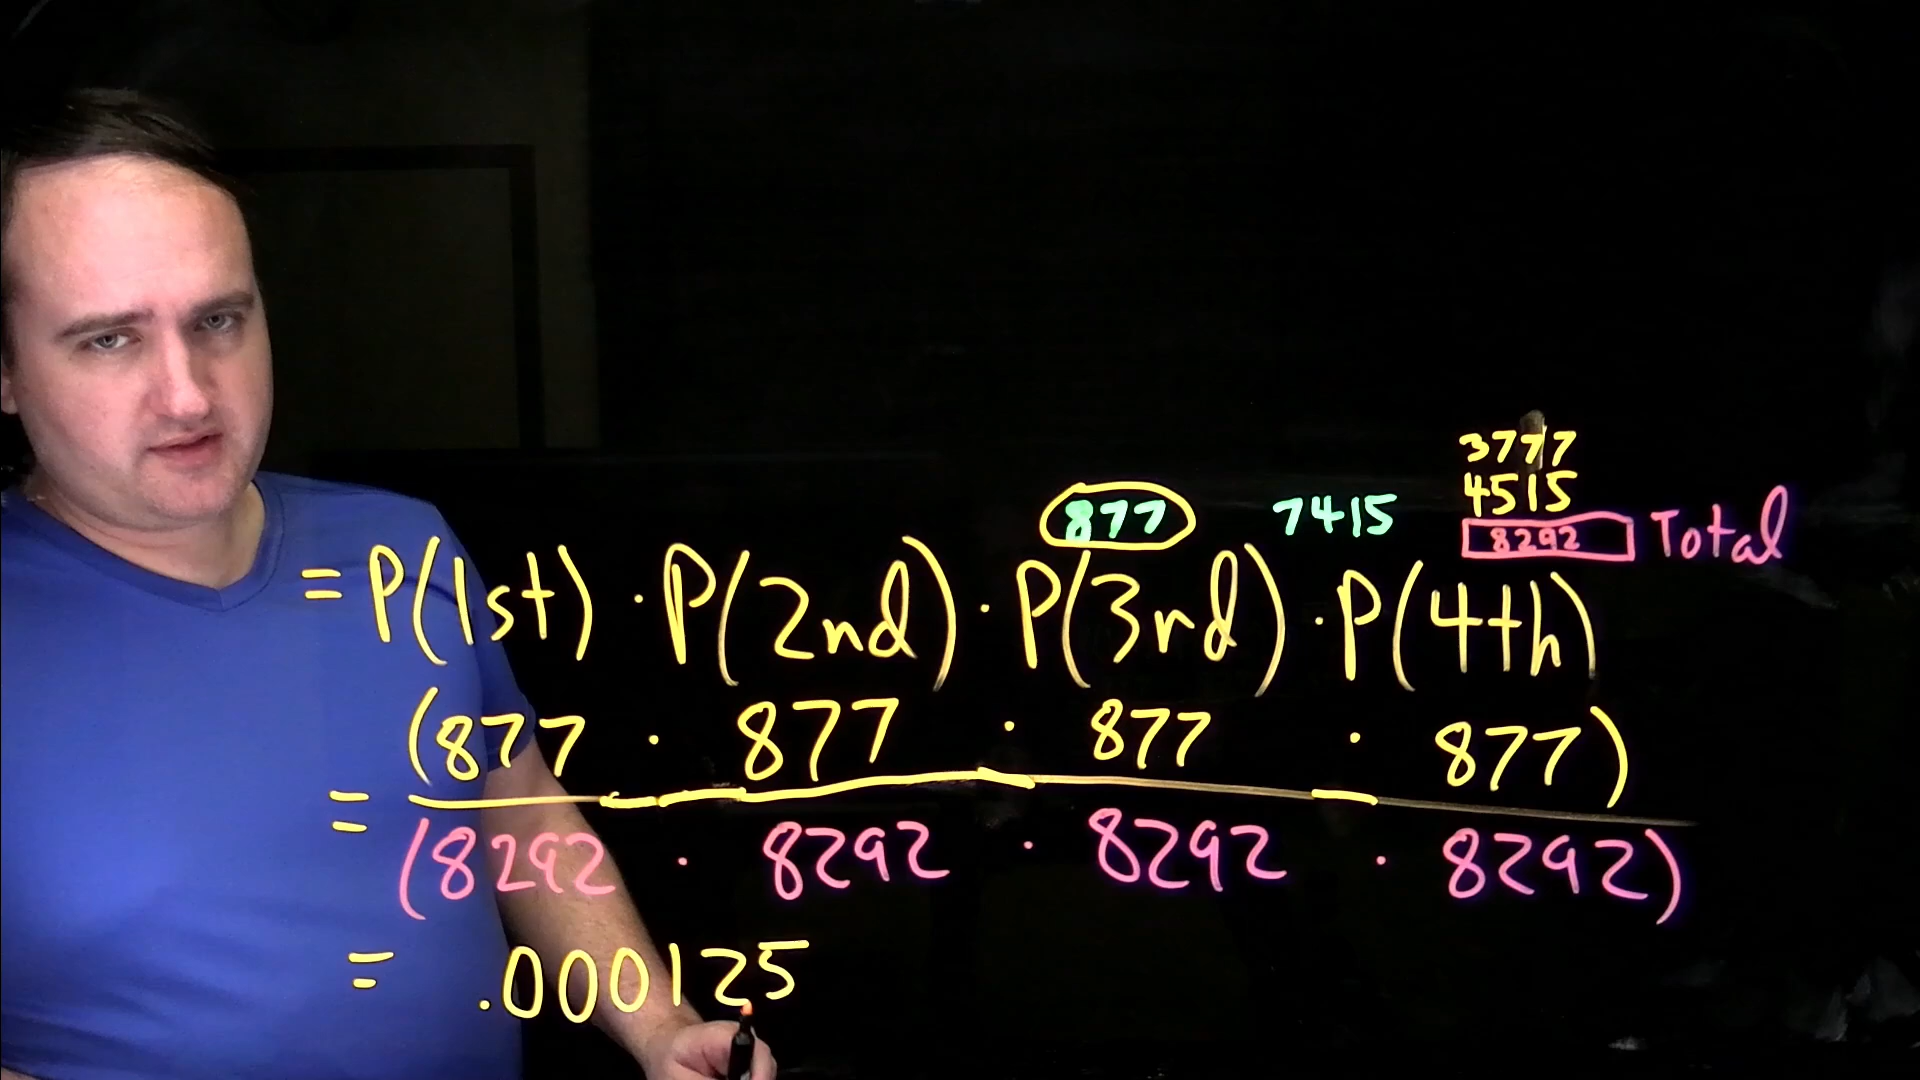 3777
4515
877 7415 8292 Total
= P(1st) · P(2nd) · P(3rd) · P(4th)
(877 · 877 · 877 · 877)
=
(8292 · 8292 · 8292 · 8292)
= .000125